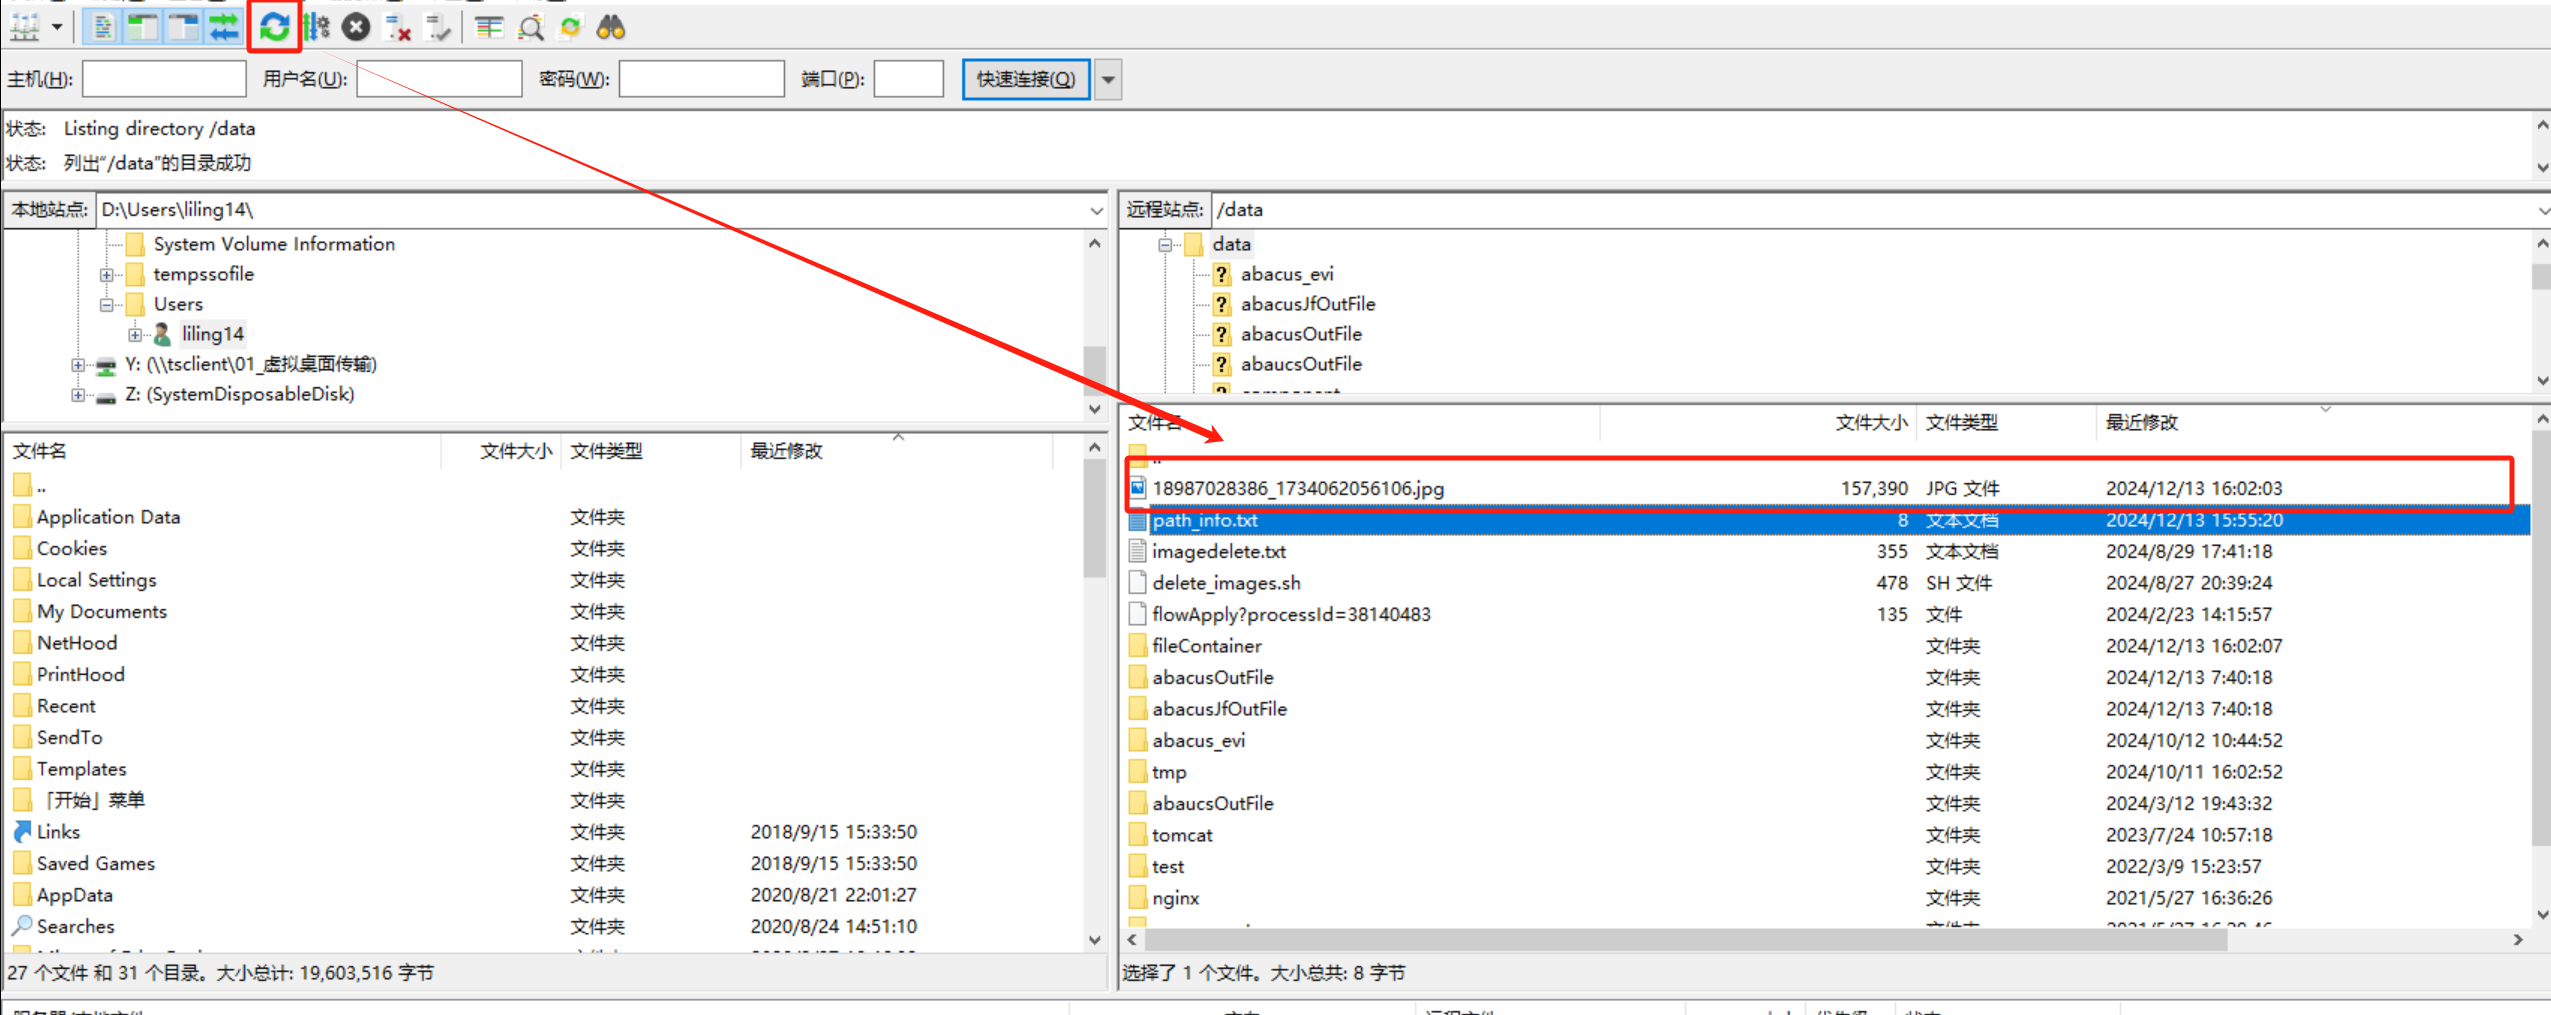 主机(H): 用户名(U): 密码(W): 端口(P): 快速连接(Q)
状态: Listing directory /data
状态: 列出“/data”的目录成功
本地站点: D:\Users\liling14\
System Volume Information
tempssofile
Users
liling14
Y: (\\tsclient\01_虚拟桌面传输)
Z: (SystemDisposableDisk)
文件名 文件大小 文件类型 最近修改
..
Application Data 文件夹
Cookies 文件夹
Local Settings 文件夹
My Documents 文件夹
NetHood 文件夹
PrintHood 文件夹
Recent 文件夹
SendTo 文件夹
Templates 文件夹
「开始」菜单 文件夹
Links 文件夹 2018/9/15 15:33:50
Saved Games 文件夹 2018/9/15 15:33:50
AppData 文件夹 2020/8/21 22:01:27
Searches 文件夹 2020/8/24 14:51:10
27 个文件 和 31 个目录。大小总计: 19,603,516 字节
远程站点: /data
data
abacus_evi
abacusJfOutFile
abacusOutFile
abaucsOutFile
文件名 文件大小 文件类型 最近修改
..
18987028386_1734062056106.jpg 157,390 JPG 文件 2024/12/13 16:02:03
path_info.txt 8 文本文档 2024/12/13 15:55:20
imagedelete.txt 355 文本文档 2024/8/29 17:41:18
delete_images.sh 478 SH 文件 2024/8/27 20:39:24
flowApply?processId=38140483 135 文件 2024/2/23 14:15:57
fileContainer 文件夹 2024/12/13 16:02:07
abacusOutFile 文件夹 2024/12/13 7:40:18
abacusJfOutFile 文件夹 2024/12/13 7:40:18
abacus_evi 文件夹 2024/10/12 10:44:52
tmp 文件夹 2024/10/11 16:02:52
abaucsOutFile 文件夹 2024/3/12 19:43:32
tomcat 文件夹 2023/7/24 10:57:18
test 文件夹 2022/3/9 15:23:57
nginx 文件夹 2021/5/27 16:36:26
选择了 1 个文件。大小总共: 8 字节